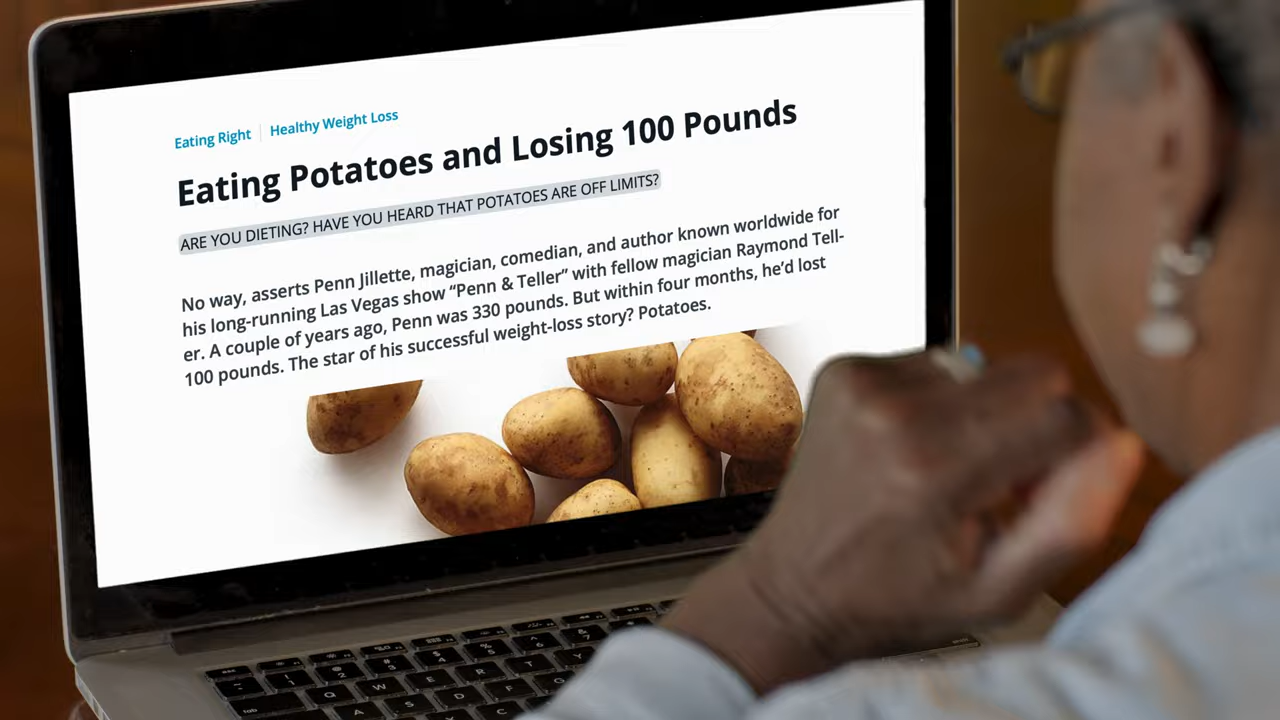 Eating Right | Healthy Weight Loss
Eating Potatoes and Losing 100 Pounds
ARE YOU DIETING? HAVE YOU HEARD THAT POTATOES ARE OFF LIMITS?
No way, asserts Penn Jillette, magician, comedian, and author known worldwide for
his long-running Las Vegas show “Penn & Teller” with fellow magician Raymond Tell-
er. A couple of years ago, Penn was 330 pounds. But within four months, he’d lost
100 pounds. The star of his successful weight-loss story? Potatoes.